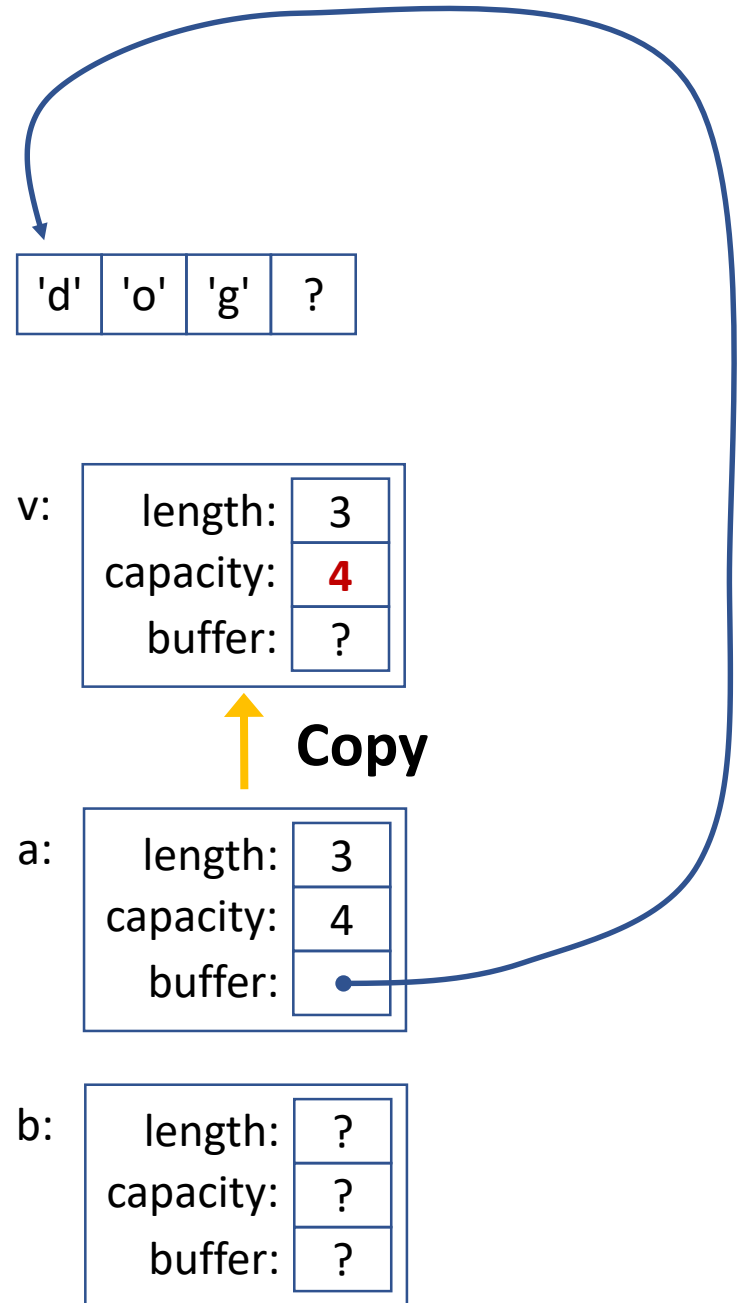 'd' 'o' 'g' ?
v:
length: 3
capacity: 4
buffer: ?
Copy
a:
length: 3
capacity: 4
buffer:
b:
length: ?
capacity: ?
buffer: ?